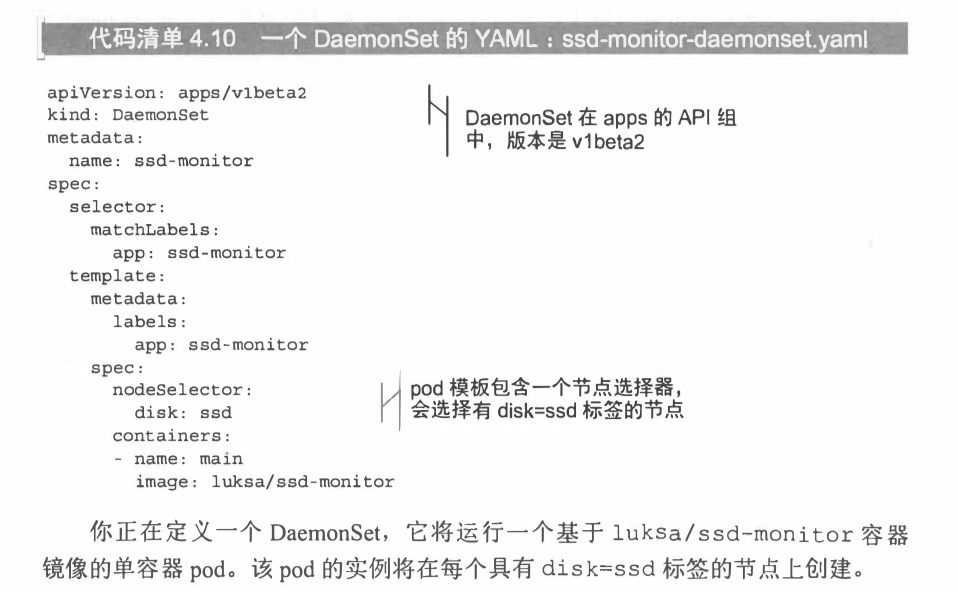 代码清单 4.10 一个 DaemonSet 的 YAML：ssd-monitor-daemonset.yaml
apiVersion: apps/v1beta2
kind: DaemonSet
metadata:
  name: ssd-monitor
spec:
  selector:
    matchLabels:
      app: ssd-monitor
  template:
    metadata:
      labels:
        app: ssd-monitor
    spec:
      nodeSelector:
        disk: ssd
      containers:
      - name: main
        image: luksa/ssd-monitor
DaemonSet 在 apps 的 API 组
中，版本是 v1beta2
pod 模板包含一个节点选择器，
会选择有 disk=ssd 标签的节点
你正在定义一个 DaemonSet，它将运行一个基于 luksa/ssd-monitor 容器
镜像的单容器 pod。该 pod 的实例将在每个具有 disk=ssd 标签的节点上创建。